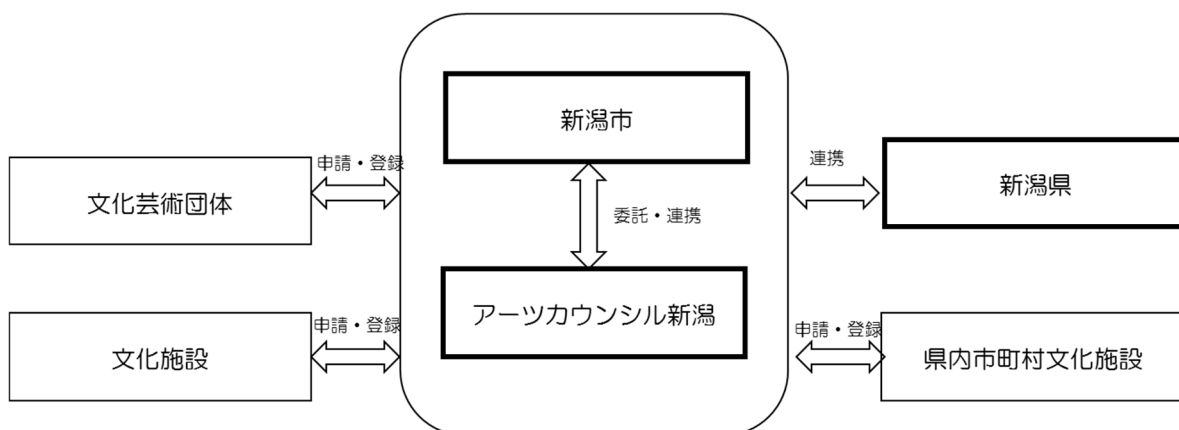 新潟市
申請・登録
連携
文化芸術団体
新潟県
委託・連携
アーツカウンシル新潟
申請・登録
申請・登録
文化施設
県内市町村文化施設